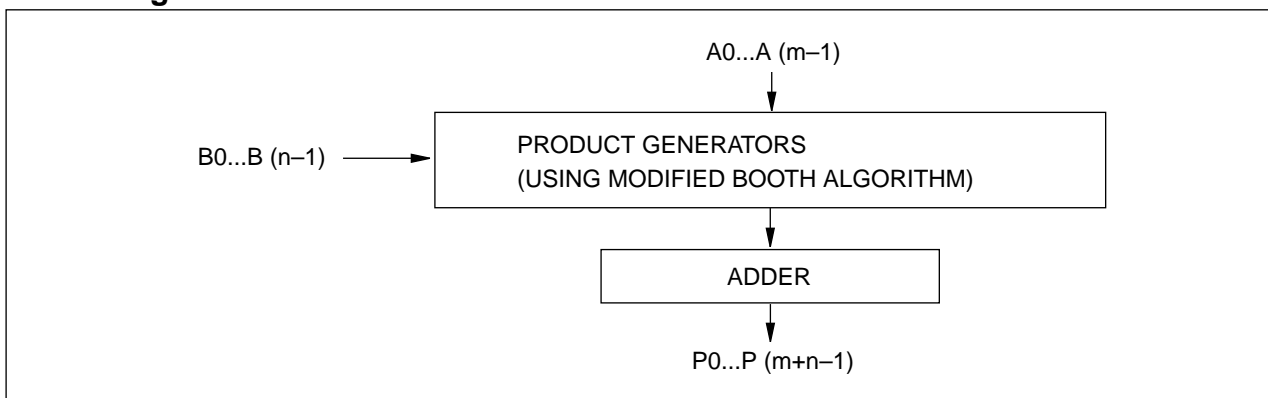 A0...A (m–1)
B0...B (n–1)
PRODUCT GENERATORS
(USING MODIFIED BOOTH ALGORITHM)
ADDER
P0...P (m+n–1)